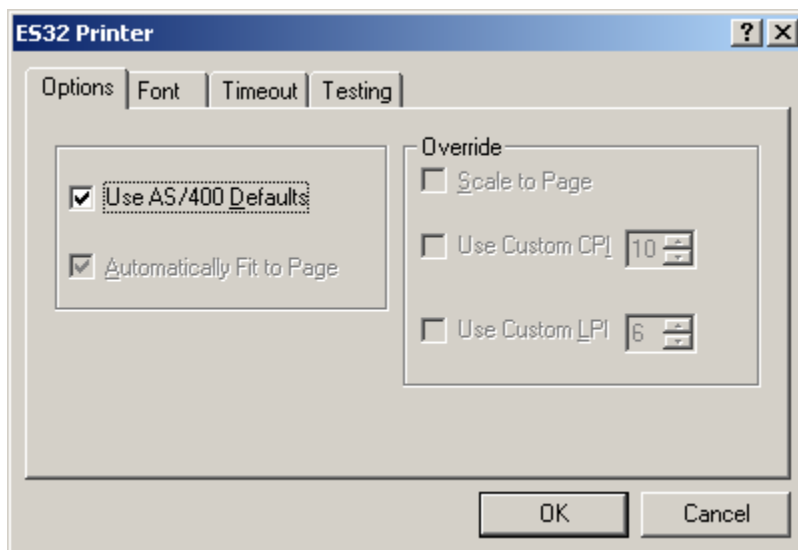 ES32 Printer
Options Font Timeout Testing
Use AS/400 Defaults
Automatically Fit to Page
Override
Scale to Page
Use Custom CPI 10
Use Custom LPI 6
OK Cancel